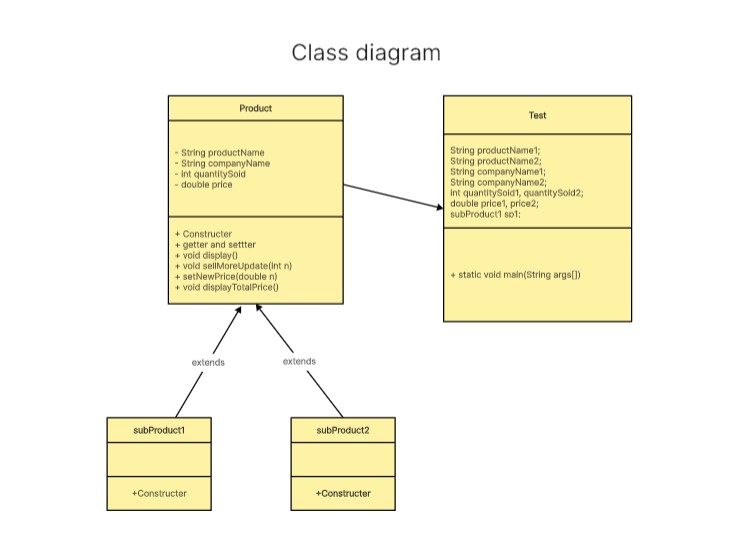 Class diagram
Product
- String productName
- String companyName
- int quantitySold
- double price
+ Constructer
+ getter and settter
+ void display()
+ void sellMoreUpdate(int n)
+ setNewPrice(double n)
+ void displayTotalPrice()
Test
String productName1;
String productName2;
String companyName1;
String companyName2;
int quantitySold1, quantitySold2;
double price1, price2;
subProduct1 sp1;
+ static void main(String args[])
extends
extends
subProduct1
+Constructer
subProduct2
+Constructer